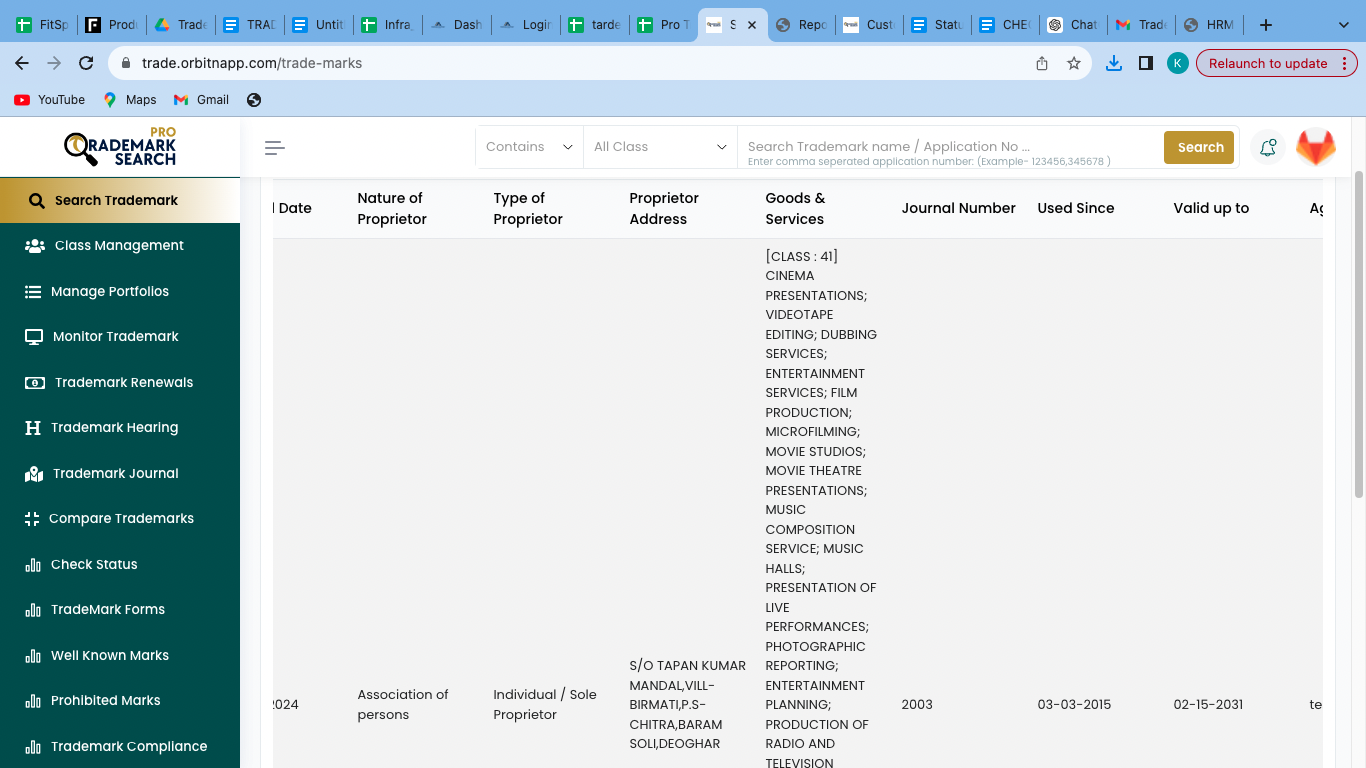 FitSp
Prod
Trade
TRAD
Untit
Infra_
Dash
Login
tarde
Pro T
S
Repo
Cust
Statu
CHEC
Chat
Trade
HRM
trade.orbitnapp.com/trade-marks
K
Relaunch to update
YouTube
Maps
Gmail
PRO
TRADEMARK
SEARCH
Contains
All Class
Search Trademark name / Application No ...
Enter comma seperated application number: (Example- 123456,345678 )
Search
Search Trademark
Class Management
Manage Portfolios
Monitor Trademark
Trademark Renewals
Trademark Hearing
Trademark Journal
Compare Trademarks
Check Status
TradeMark Forms
Well Known Marks
Prohibited Marks
Trademark Compliance
l Date
Nature of
Proprietor
Type of
Proprietor
Proprietor
Address
Goods &
Services
Journal Number
Used Since
Valid up to
Ag
2024
Association of
persons
Individual / Sole
Proprietor
S/O TAPAN KUMAR
MANDAL,VILL-
BIRMATI,P.S-
CHITRA,BARAM
SOLI,DEOGHAR
[CLASS : 41]
CINEMA
PRESENTATIONS;
VIDEOTAPE
EDITING; DUBBING
SERVICES;
ENTERTAINMENT
SERVICES; FILM
PRODUCTION;
MICROFILMING;
MOVIE STUDIOS;
MOVIE THEATRE
PRESENTATIONS;
MUSIC
COMPOSITION
SERVICE; MUSIC
HALLS;
PRESENTATION OF
LIVE
PERFORMANCES;
PHOTOGRAPHIC
REPORTING;
ENTERTAINMENT
PLANNING;
PRODUCTION OF
RADIO AND
TELEVISION
2003
03-03-2015
02-15-2031
te